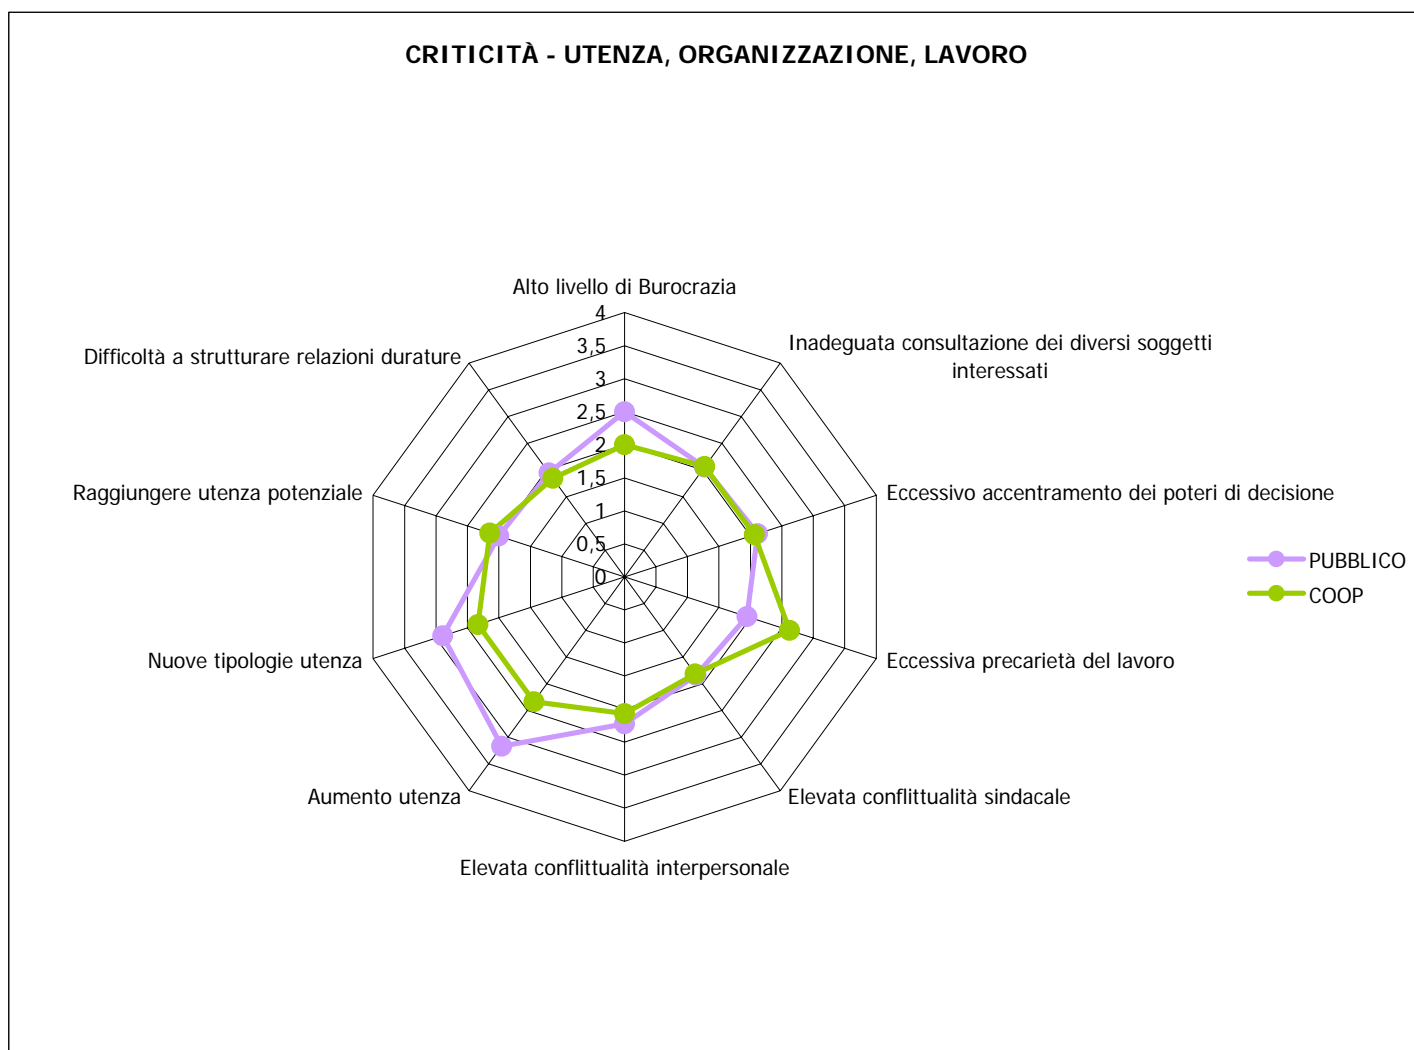 CRITICITÀ - UTENZA, ORGANIZZAZIONE, LAVORO
Alto livello di Burocrazia
Inadeguata consultazione dei diversi soggetti
interessati
Eccessivo accentramento dei poteri di decisione
Eccessiva precarietà del lavoro
Elevata conflittualità sindacale
Elevata conflittualità interpersonale
Aumento utenza
Nuove tipologie utenza
Raggiungere utenza potenziale
Difficoltà a strutturare relazioni durature
4
3,5
3
2,5
2
1,5
1
0,5
0
PUBBLICO
COOP